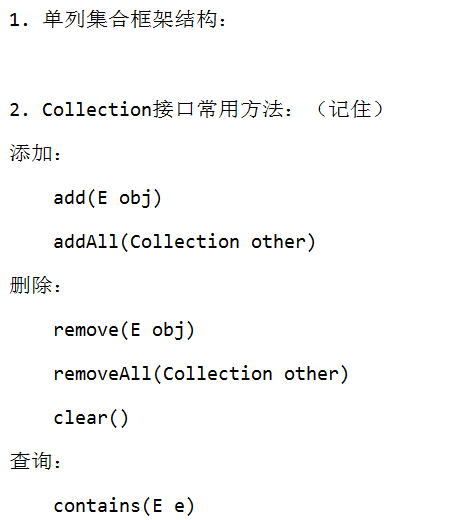 1. 单列集合框架结构:
2. Collection接口常用方法: （记住）
添加:
add(E obj)
addAll(Collection other)
删除:
remove(E obj)
removeAll(Collection other)
clear()
查询:
contains(E e)